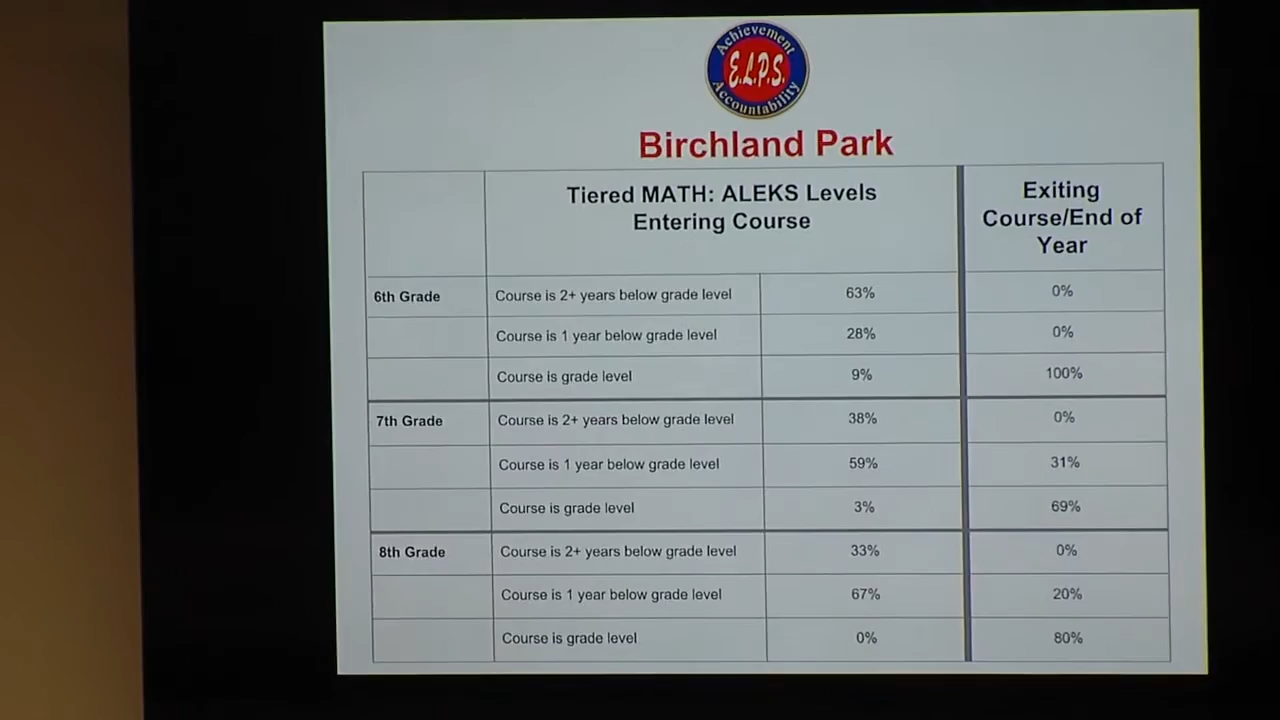 Achievement
E.L.P.S.
Accountability
Birchland Park
Tiered MATH: ALEKS Levels
Entering Course
Exiting
Course/End of
Year
6th Grade Course is 2+ years below grade level 63% 0%
Course is 1 year below grade level 28% 0%
Course is grade level 9% 100%
7th Grade Course is 2+ years below grade level 38% 0%
Course is 1 year below grade level 59% 31%
Course is grade level 3% 69%
8th Grade Course is 2+ years below grade level 33% 0%
Course is 1 year below grade level 67% 20%
Course is grade level 0% 80%